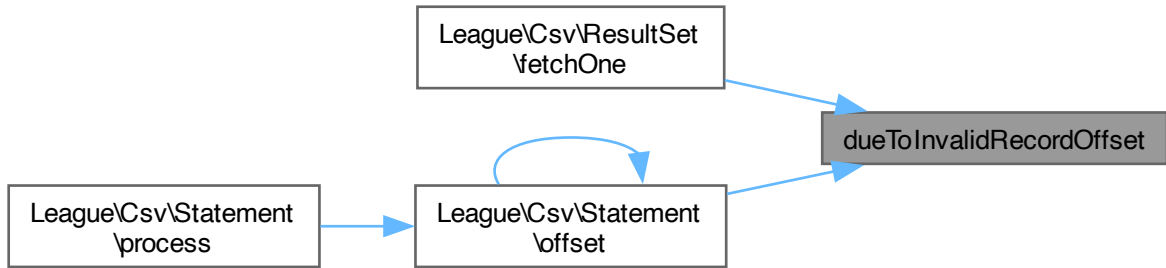 League\Csv\ResultSet
\fetchOne
dueToInvalidRecordOffset
League\Csv\Statement
\process
League\Csv\Statement
\offset